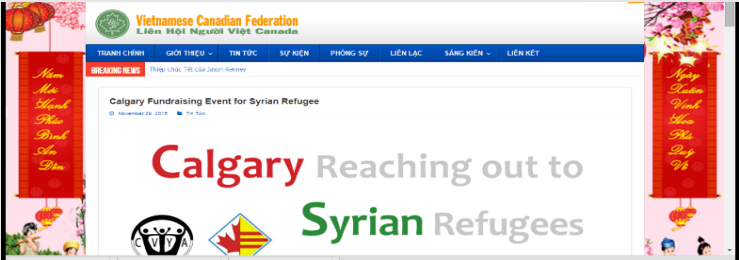 Vietnamese Canadian Federation
Liên Hội Người Việt Canada
TRANH CHÍNH GIỚI THIỆU TIN TỨC SỰ KIỆN PHÓNG SỰ LIÊN LẠC SÁNG KIẾN LIÊN KẾT
BREAKING NEWS Thiệp chúc Tết của Jason Kenney
Năm
Mới
Hạnh
Phúc
Bình
An
Đến
Ngày
Xuân
Vinh
Hoa
Phú
Quý
Về
Calgary Fundraising Event for Syrian Refugee
November 29, 2015 Tin Tức
Calgary Reaching out to
Syrian Refugees
CVYA